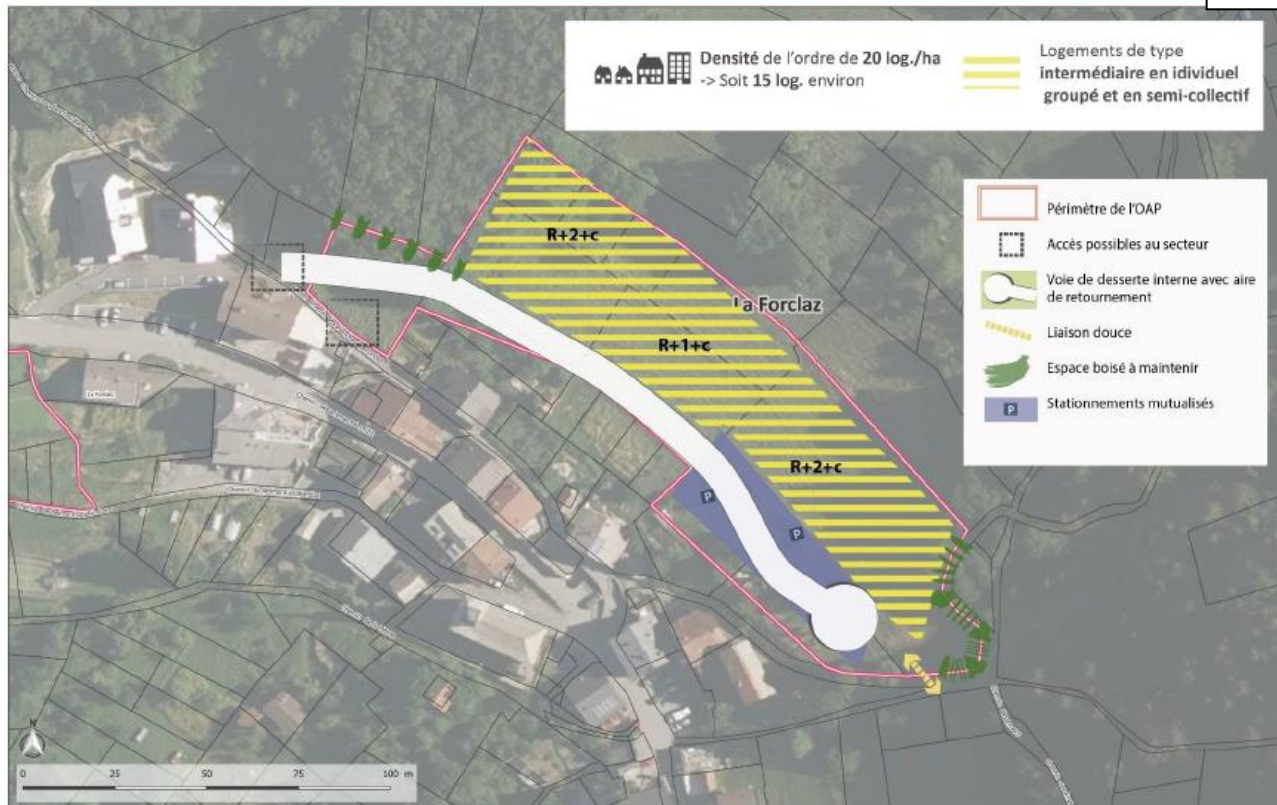 Densité de l'ordre de 20 log./ha
-> Soit 15 log. environ
Logements de type
intermédiaire en idividuel
groupé et en semi-collectif
Périmètre de l'OAP
Accès possibles au secteur
Voie de desserte interne avec aire
de retournement
Liaison douce
Espace boisé à maintenir
P
Stationnements mutualisés
R+2+c
La Forclaz
R+1+c
R+2+c
P
P
La Forclaz
N
0 25 50 75 100 m